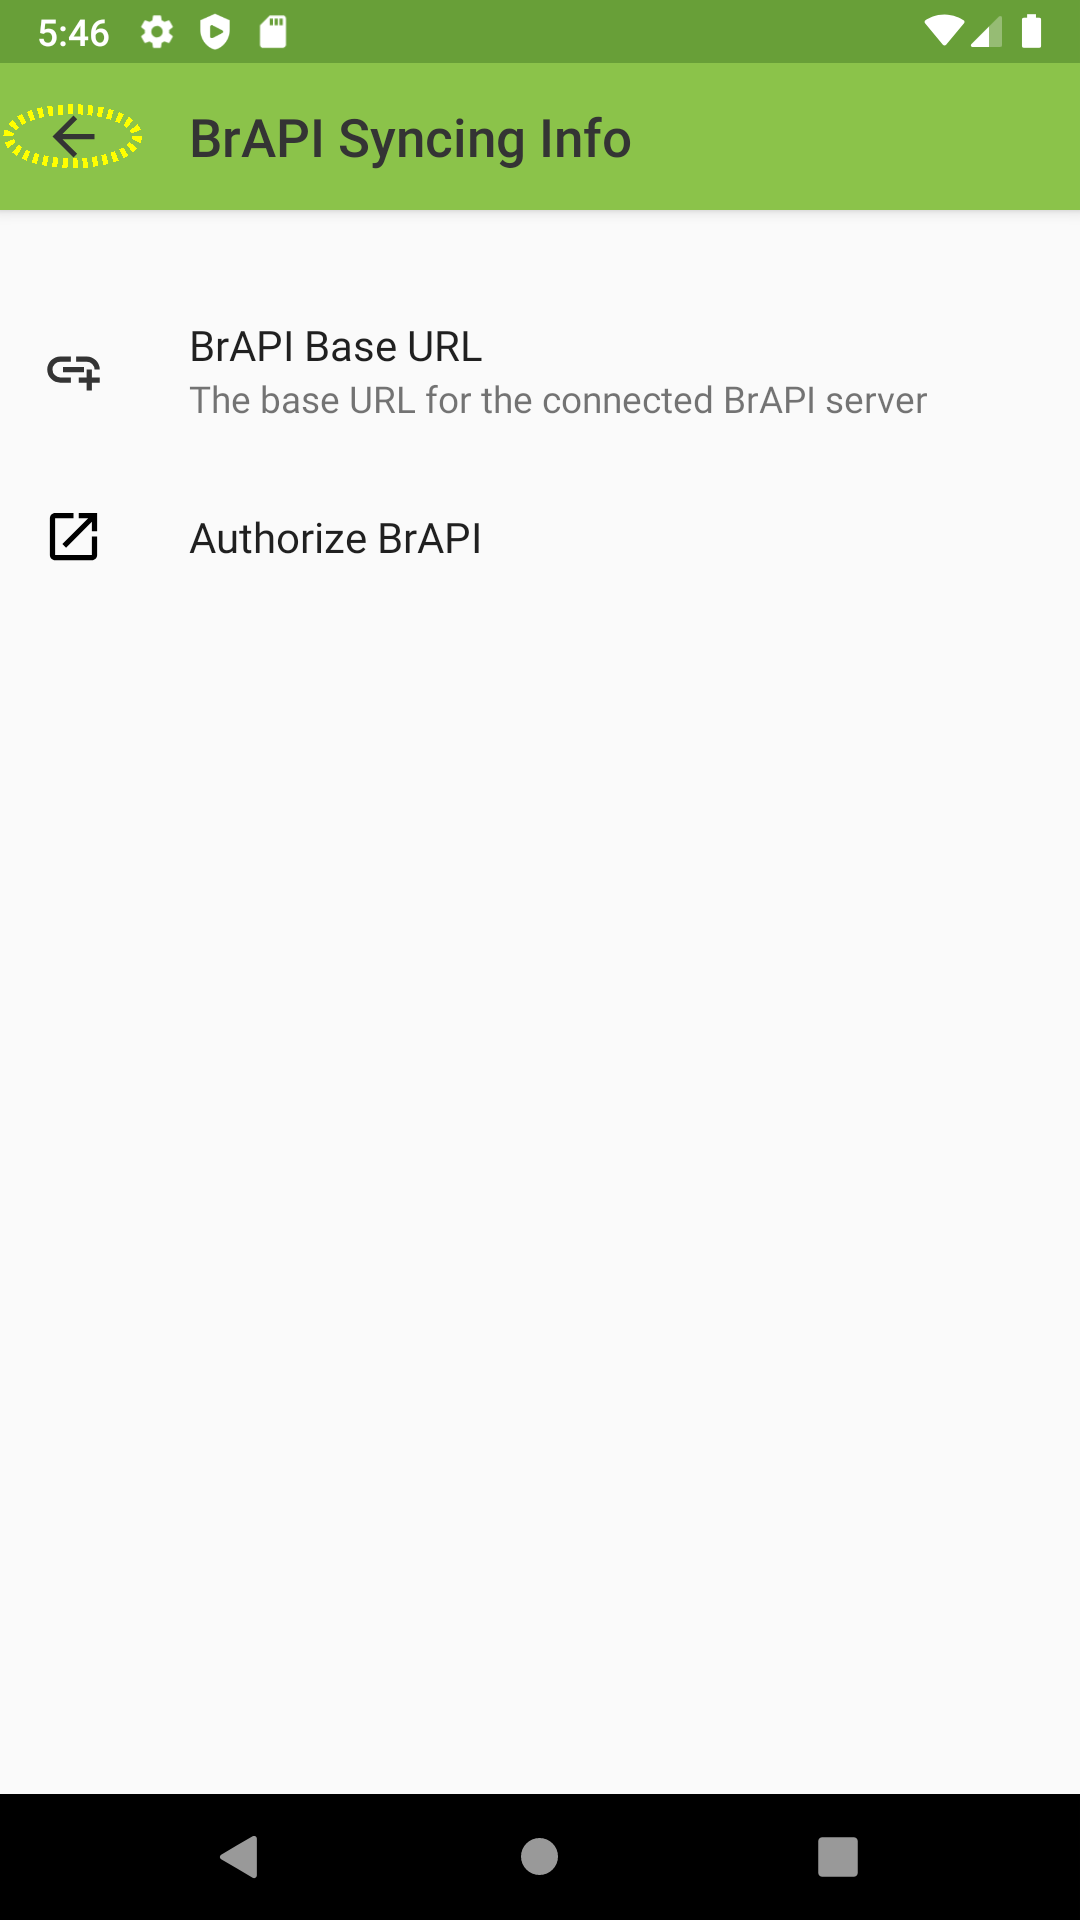 5:46
BrAPI Syncing Info
BrAPI Base URL
The base URL for the connected BrAPI server
Authorize BrAPI